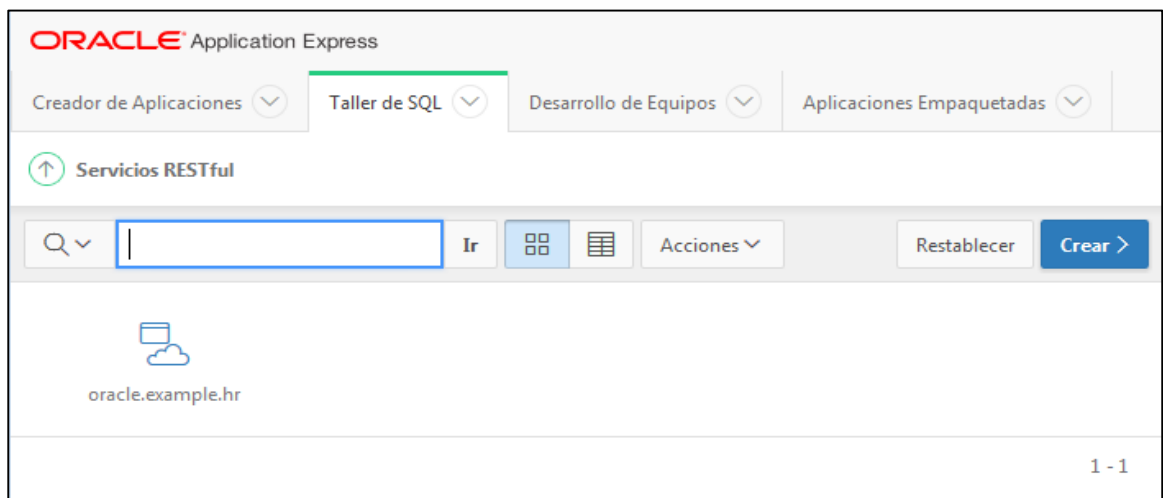 ORACLE Application Express
Creador de Aplicaciones Taller de SQL Desarrollo de Equipos Aplicaciones Empaquetadas
Servicios RESTful
Ir Acciones Restablecer Crear
oracle.example.hr
1 - 1